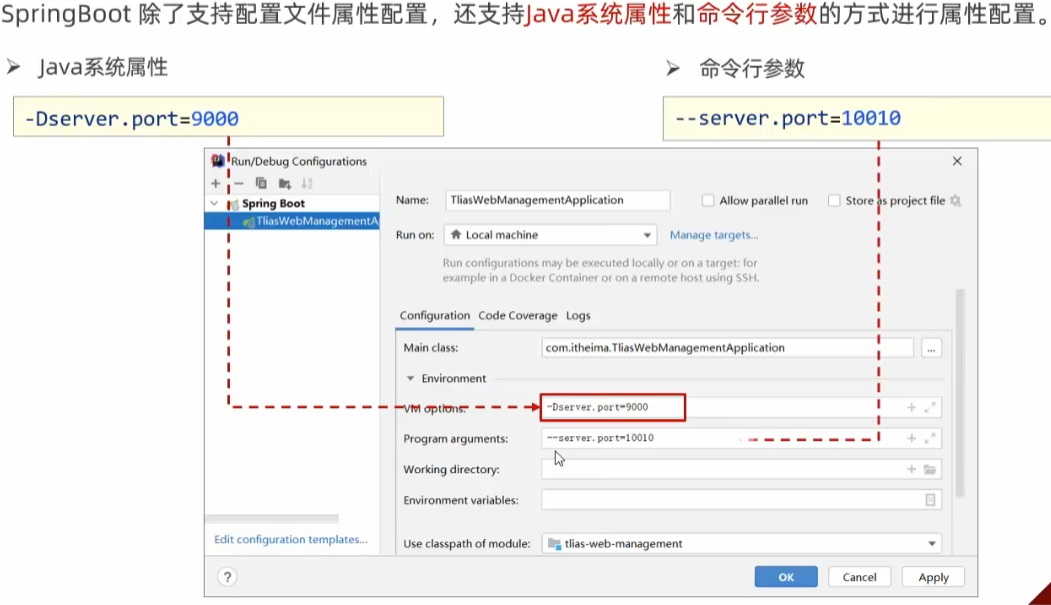 SpringBoot 除了支持配置文件属性配置，还支持Java系统属性和命令行参数的方式进行属性配置。
➢ Java系统属性
➢ 命令行参数
-Dserver.port=9000
--server.port=10010
Run/Debug Configurations
Spring Boot
TliasWebManagementA
Name: TliasWebManagementApplication
Allow parallel run
Store as project file
Run on: Local machine
Manage targets...
Run configurations may be executed locally or on a target: for
example in a Docker Container or on a remote host using SSH.
Configuration Code Coverage Logs
Main class: com.itheima.TliasWebManagementApplication ...
Environment
VM options: -Dserver.port=9000
Program arguments: --server.port=10010
Working directory:
Environment variables:
Use classpath of module: tlias-web-management
Edit configuration templates...
? OK Cancel Apply